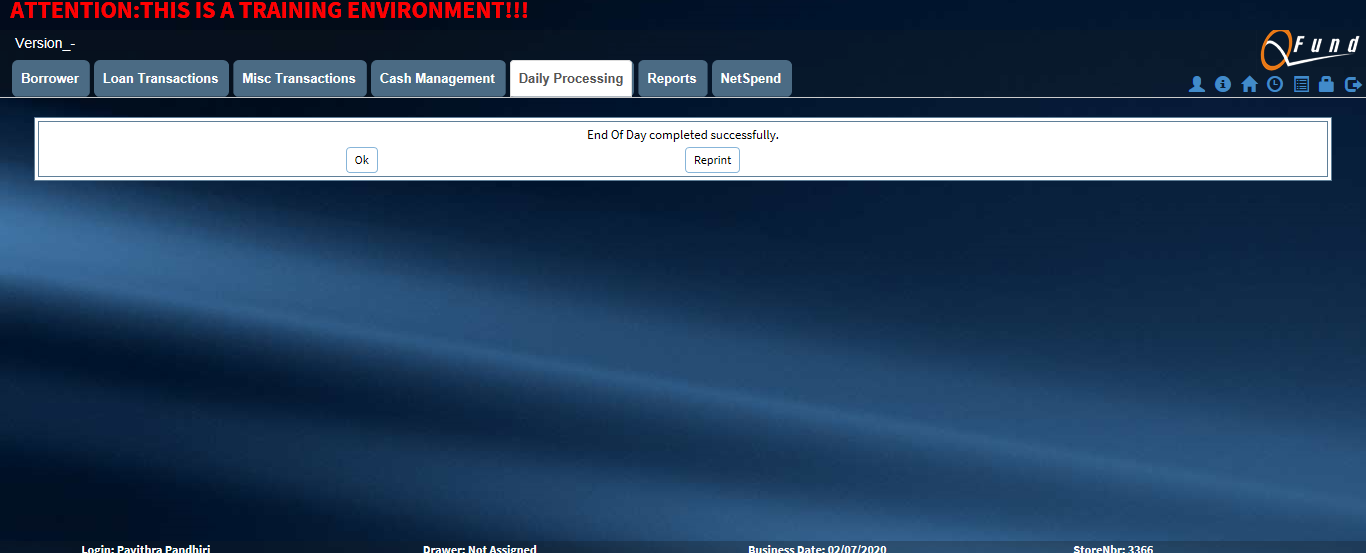 ATTENTION:THIS IS A TRAINING ENVIRONMENT!!!
Version_-
QFund
Borrower Loan Transactions Misc Transactions Cash Management Daily Processing Reports NetSpend
End Of Day completed successfully.
Ok Reprint
Login: Pavithra Pandhiri Drawer: Not Assigned Business Date: 02/07/2020 StoreNbr: 3366